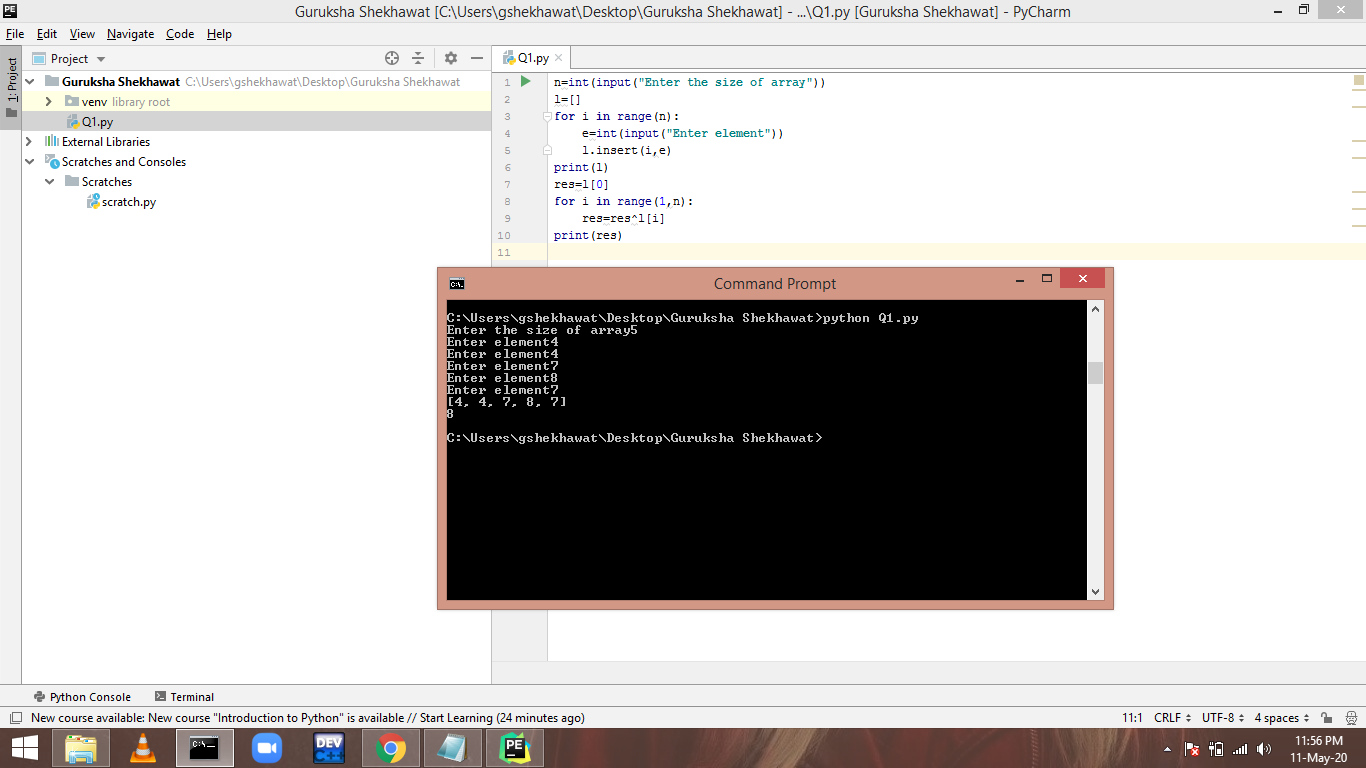 PE Guruksha Shekhawat [C:\Users\gshekhawat\Desktop\Guruksha Shekhawat] - ...\Q1.py [Guruksha Shekhawat] - PyCharm
File Edit View Navigate Code Help
1: Project
Project
Guruksha Shekhawat C:\Users\gshekhawat\Desktop\Guruksha Shekhawat
venv library root
Q1.py
External Libraries
Scratches and Consoles
Scratches
scratch.py
Q1.py
1 n=int(input("Enter the size of array"))
2 l=[]
3 for i in range(n):
4     e=int(input("Enter element"))
5     l.insert(i,e)
6 print(l)
7 res=l[0]
8 for i in range(1,n):
9     res=res^l[i]
10 print(res)
11
C:\. Command Prompt
C:\Users\gshekhawat\Desktop\Guruksha Shekhawat>python Q1.py
Enter the size of array5
Enter element4
Enter element4
Enter element7
Enter element8
Enter element7
[4, 4, 7, 8, 7]
8
C:\Users\gshekhawat\Desktop\Guruksha Shekhawat>
Python Console Terminal
New course available: New course "Introduction to Python" is available // Start Learning (24 minutes ago) 11:1 CRLF UTF-8 4 spaces
C:\. DEV C++ PE
11:56 PM
11-May-20